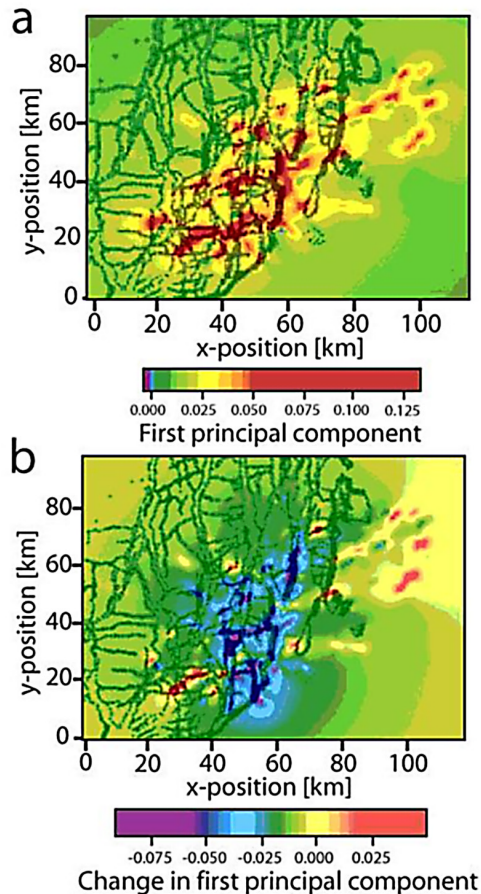 a
80
60
40
20
0
y-position [km]
0 20 40 60 80 100
x-position [km]
0.000 0.025 0.050 0.075 0.100 0.125
First principal component
b
80
60
40
20
0
y-position [km]
0 20 40 60 80 100
x-position [km]
-0.075 -0.050 -0.025 0.000 0.025
Change in first principal component